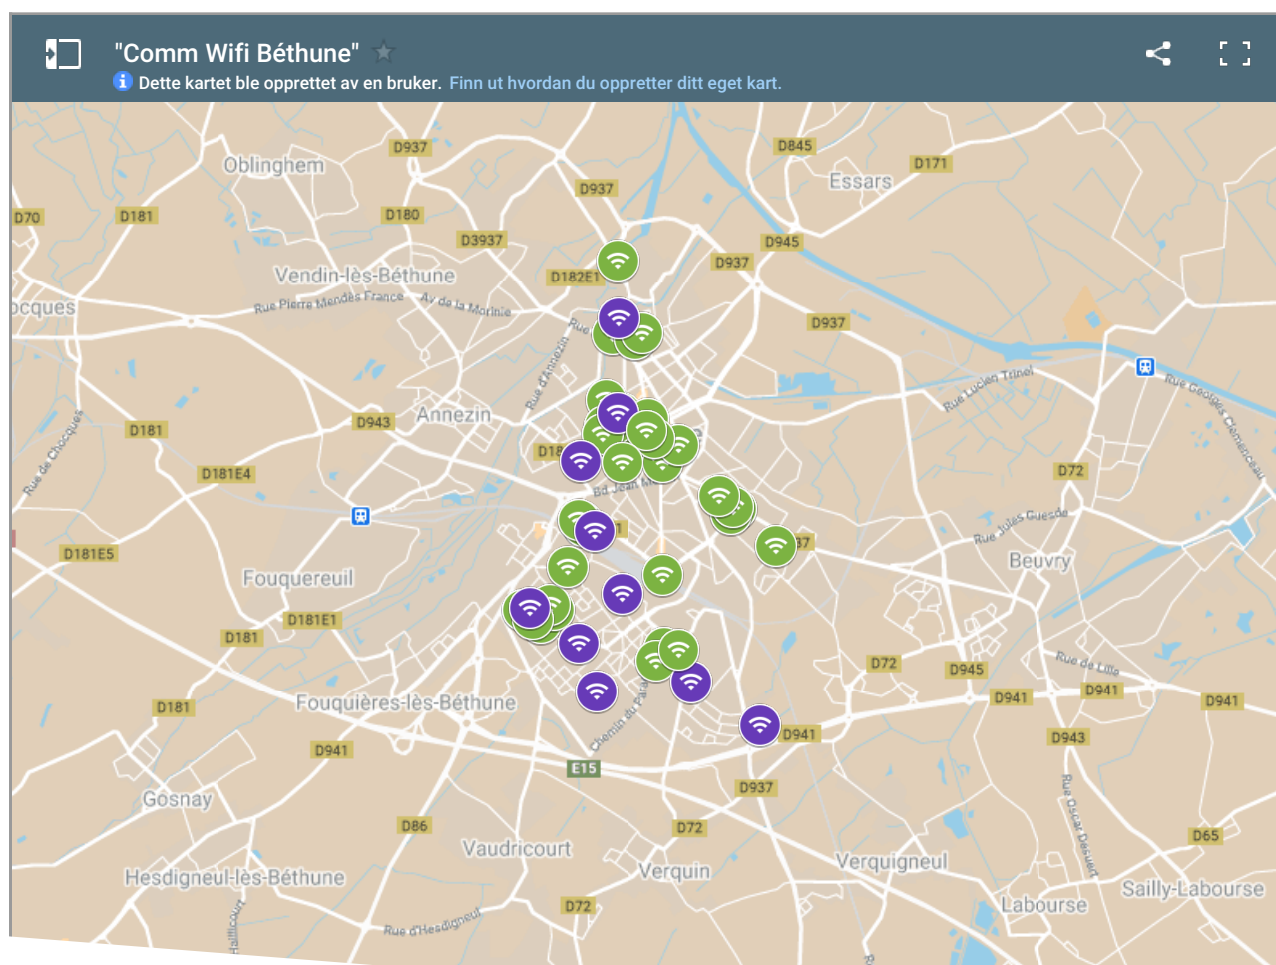 "Comm Wifi Béthune"
Dette kartet ble opprettet av en bruker. Finn ut hvordan du oppretter ditt eget kart.
D937
D845
D171
Oblinghem
Essars
D937
D70
D181
D180
D3937
D945
D937
Vendin-lès-Béthune
D182E1
Rue Pierre Mendès France
Av de la Morinie
ocques
Rue
D937
Rue d'Annezin
Rue Lucien Trinel
Rue Georges Clemenceau
Annezin
D943
D181
Rue de Chocques
D181E4
D72
Bd Jean M
D181E5
Rue Jules Guesde
Beuvry
Fouquereuil
D181E1
D181
D72
D945
Rue de Lille
D941
D941
D941
Fouquières-lès-Béthune
D181
Chemin du Para
D941
D943
D941
E15
D937
Gosnay
D86
D72
D65
Rue Oscar Désuert
Vaudricourt
Verquin
Verquigneul
Hesdigneul-lès-Béthune
Sailly-Labourse
Labourse
D72
Rue d'Hesdigneul